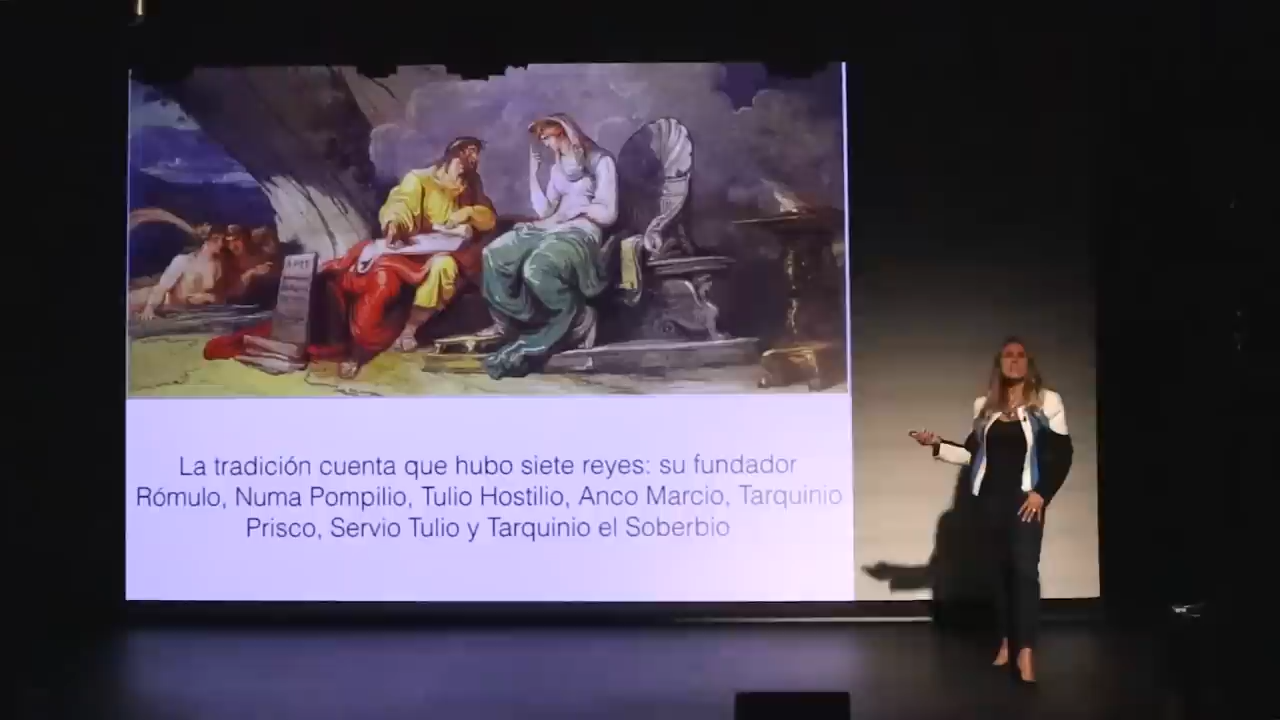 La tradición cuenta que hubo siete reyes: su fundador
Rómulo, Numa Pompilio, Tulio Hostilio, Anco Marcio, Tarquinio
Prisco, Servio Tulio y Tarquinio el Soberbio